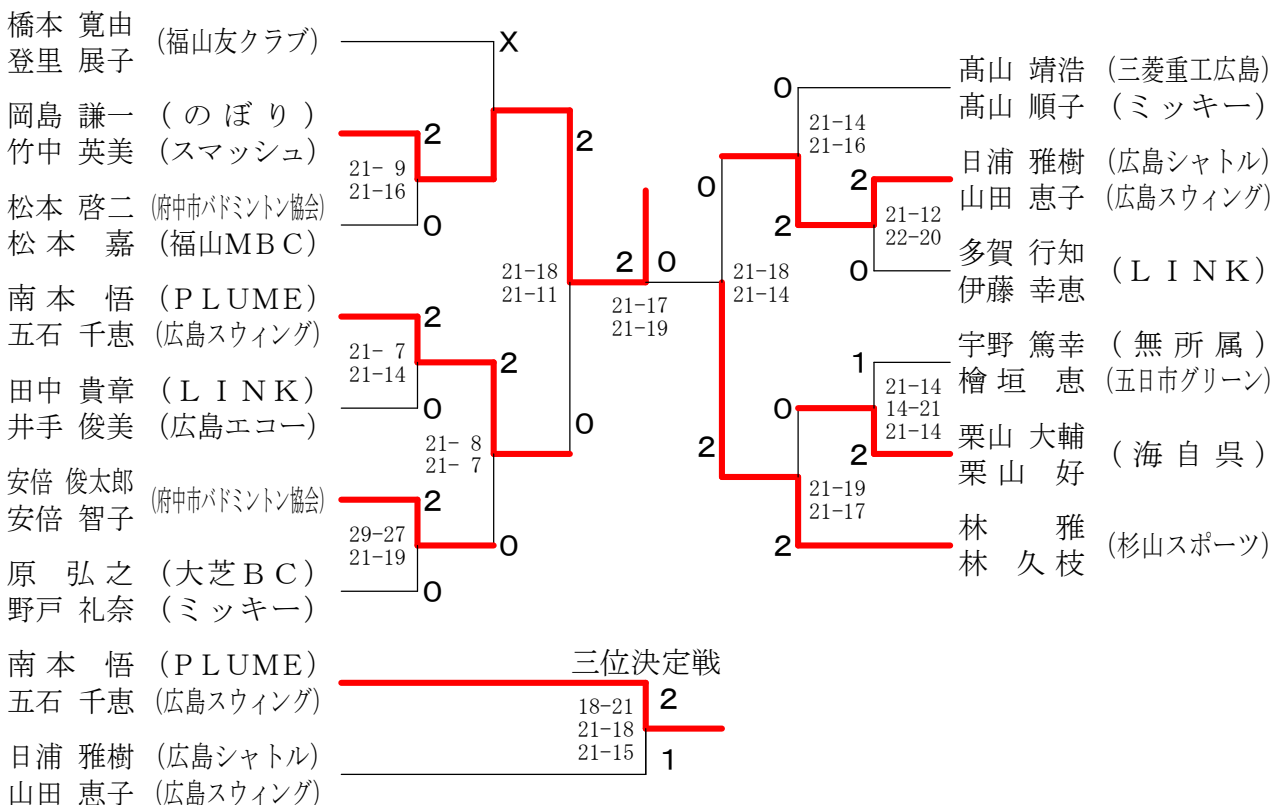 橋本 寛由 (福山友クラブ)
登里 展子
X
岡島 謙一 (のぼり)
竹中 英美 (スマッシュ)
2
2
21- 9
21-16
松本 啓二 (府中市バドミントン協会)
松本 嘉 (福山MBC)
0
21-18
21-11
南本 悟 (PLUME)
五石 千恵 (広島スウィング)
2
21- 7
21-14
2
田中 貴章 (LINK)
井手 俊美 (広島エコー)
0
0
21- 8
21- 7
安倍 俊太郎 (府中市バドミントン協会)
安倍 智子
2
29-27
21-19
0
原 弘之 (大芝BC)
野戸 礼奈 (ミッキー)
0
2 0
21-17
21-19
髙山 靖浩 (三菱重工広島)
髙山 順子 (ミッキー)
0
21-14
21-16
日浦 雅樹 (広島シャトル)
山田 恵子 (広島スウィング)
2
0
2
21-12
22-20
多賀 行知 (LINK)
伊藤 幸恵
0
21-18
21-14
宇野 篤幸 (無所属)
檜垣 恵 (五日市グリーン)
1
21-14
14-21
21-14
0
栗山 大輔 (海自呉)
栗山 好
2
2
21-19
21-17
林 雅 (杉山スポーツ)
林 久枝
2
三位決定戦
南本 悟 (PLUME)
五石 千恵 (広島スウィング)
2
18-21
21-18
21-15
1
日浦 雅樹 (広島シャトル)
山田 恵子 (広島スウィング)